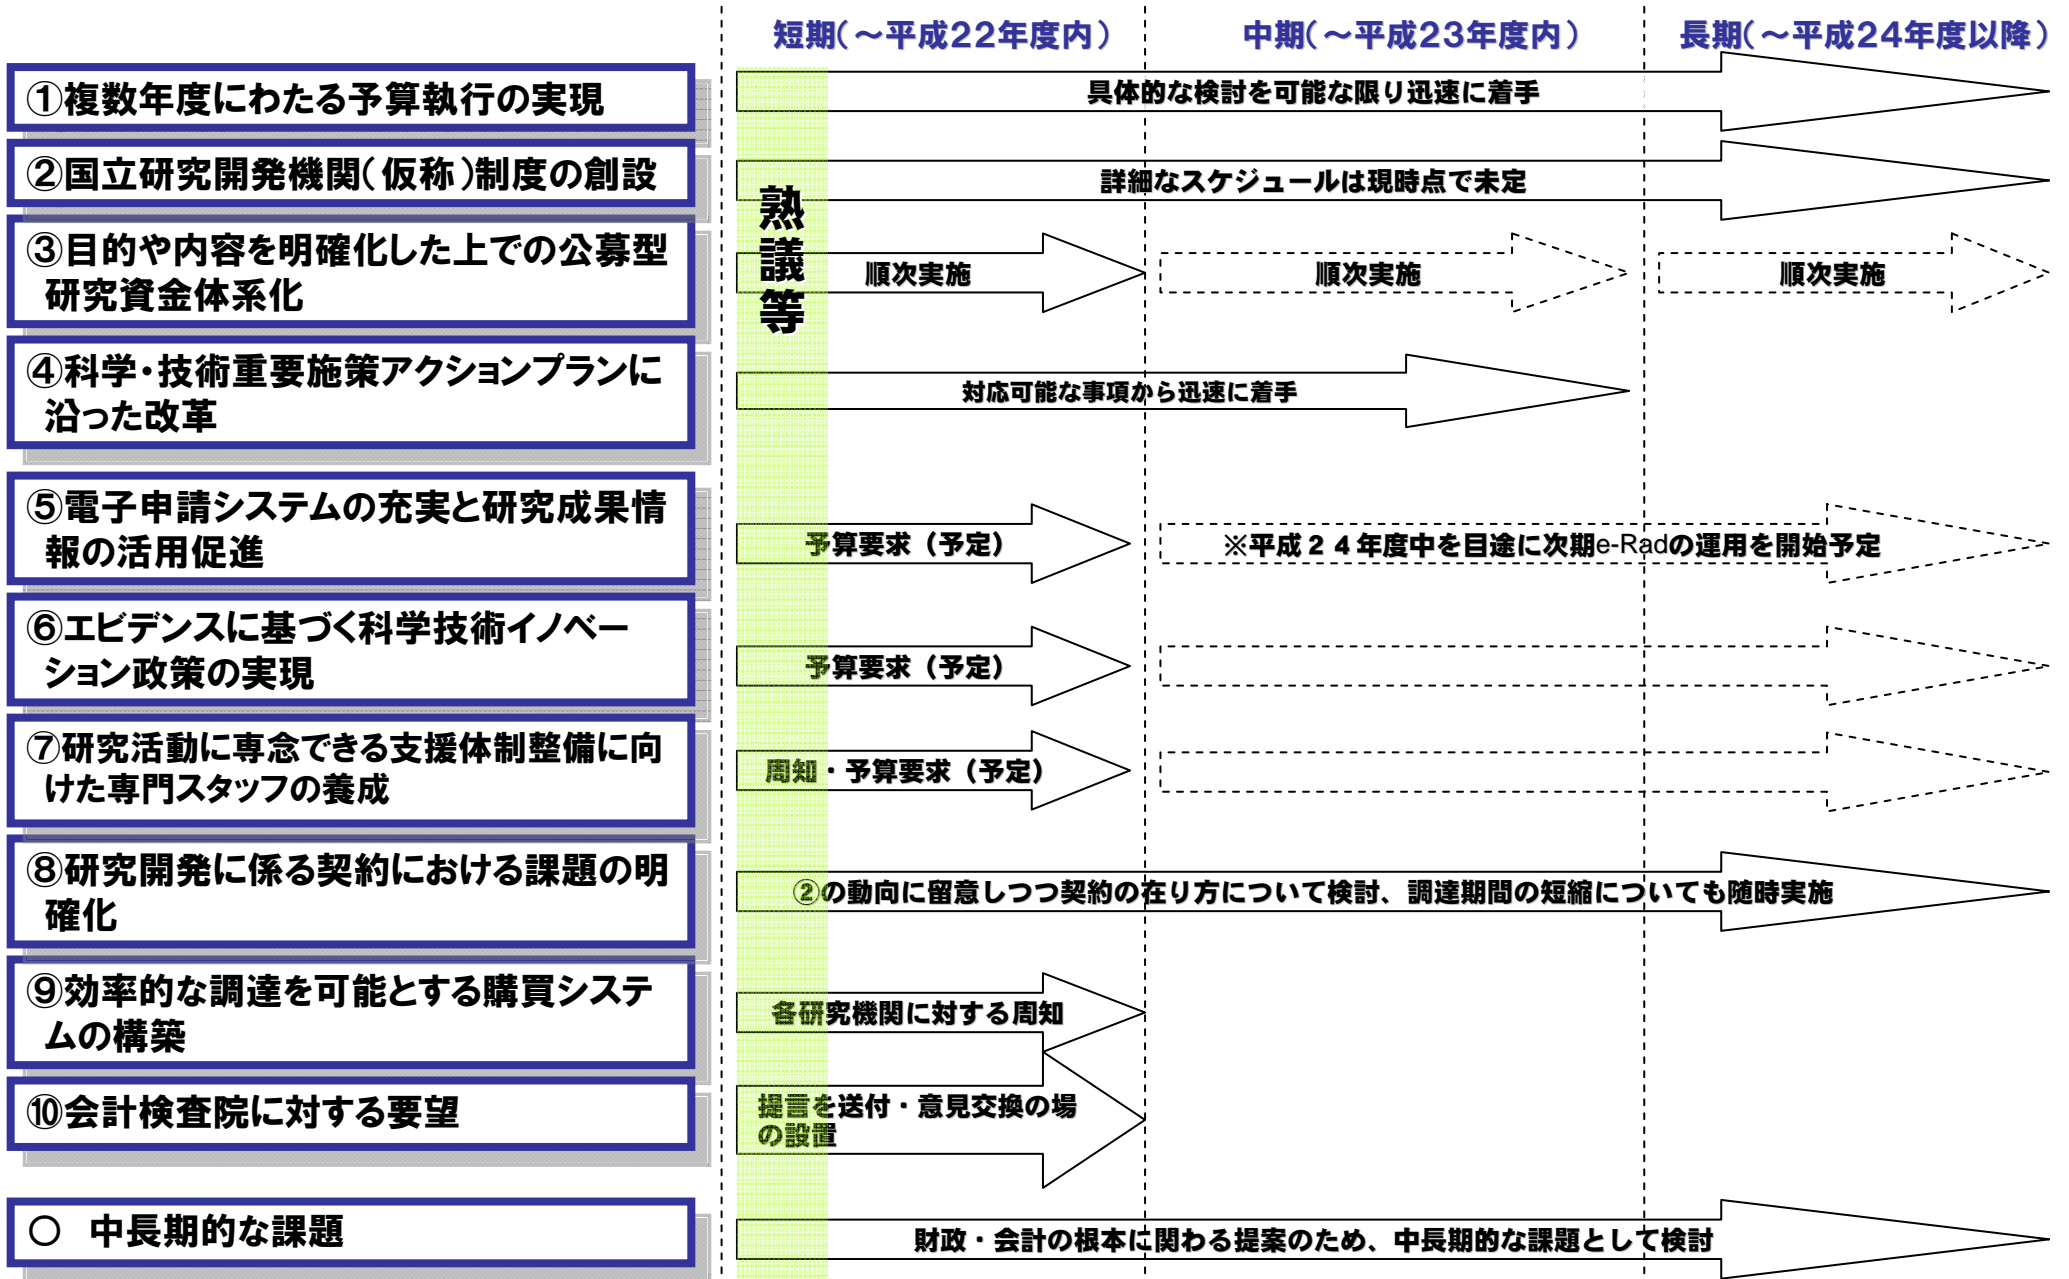 短期(～平成22年度内)
中期(～平成23年度内)
長期(～平成24年度以降)
①複数年度にわたる予算執行の実現
具体的な検討を可能な限り迅速に着手
②国立研究開発機関(仮称)制度の創設
詳細なスケジュールは現時点で未定
熟議等
③目的や内容を明確化した上での公募型
研究資金体系化
順次実施
順次実施
順次実施
④科学・技術重要施策アクションプランに
沿った改革
対応可能な事項から迅速に着手
⑤電子申請システムの充実と研究成果情
報の活用促進
予算要求（予定）
※平成２４年度中を目途に次期e-Radの運用を開始予定
⑥エビデンスに基づく科学技術イノベー
ション政策の実現
予算要求（予定）
⑦研究活動に専念できる支援体制整備に向
けた専門スタッフの養成
周知・予算要求（予定）
⑧研究開発に係る契約における課題の明
確化
②の動向に留意しつつ契約の在り方について検討、調達期間の短縮についても随時実施
⑨効率的な調達を可能とする購買システ
ムの構築
各研究機関に対する周知
⑩会計検査院に対する要望
提言を送付・意見交換の場
の設置
○　中長期的な課題
財政・会計の根本に関わる提案のため、中長期的な課題として検討